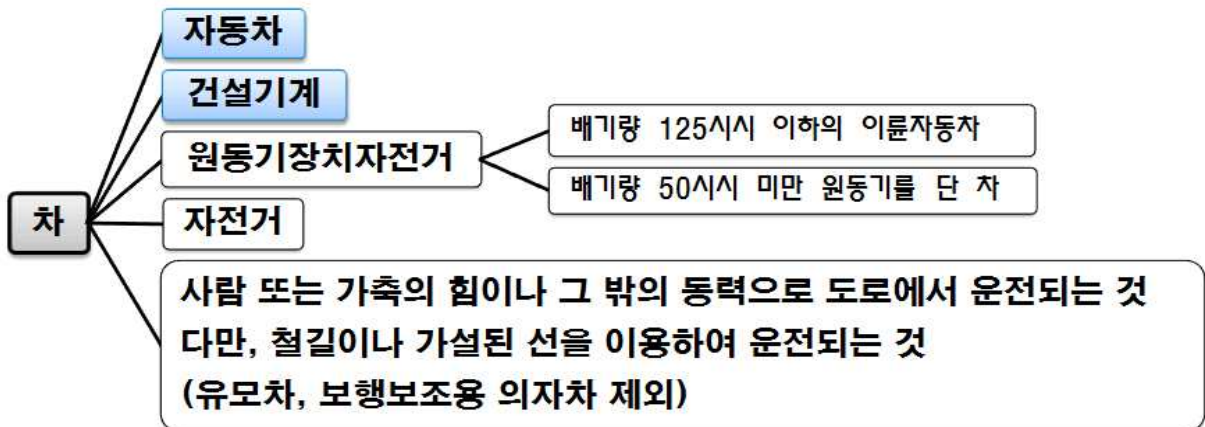 자동차
건설기계
원동기장치자전거
배기량 125시시 이하의 이륜자동차
배기량 50시시 미만 원동기를 단 차
차
자전거
사람 또는 가축의 힘이나 그 밖의 동력으로 도로에서 운전되는 것
다만, 철길이나 가설된 선을 이용하여 운전되는 것
(유모차, 보행보조용 의자차 제외)